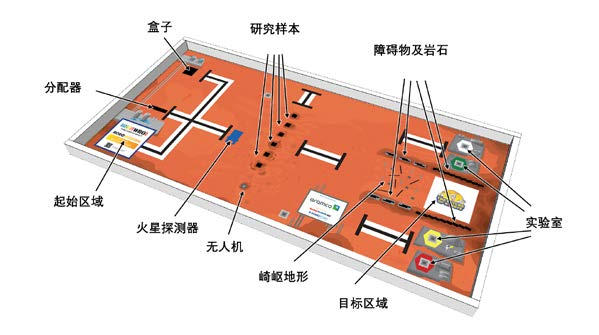 盒子
研究样本
障碍物及岩石
分配器
起始区域
火星探测器
无人机
aramco
崎岖地形
目标区域
实验室